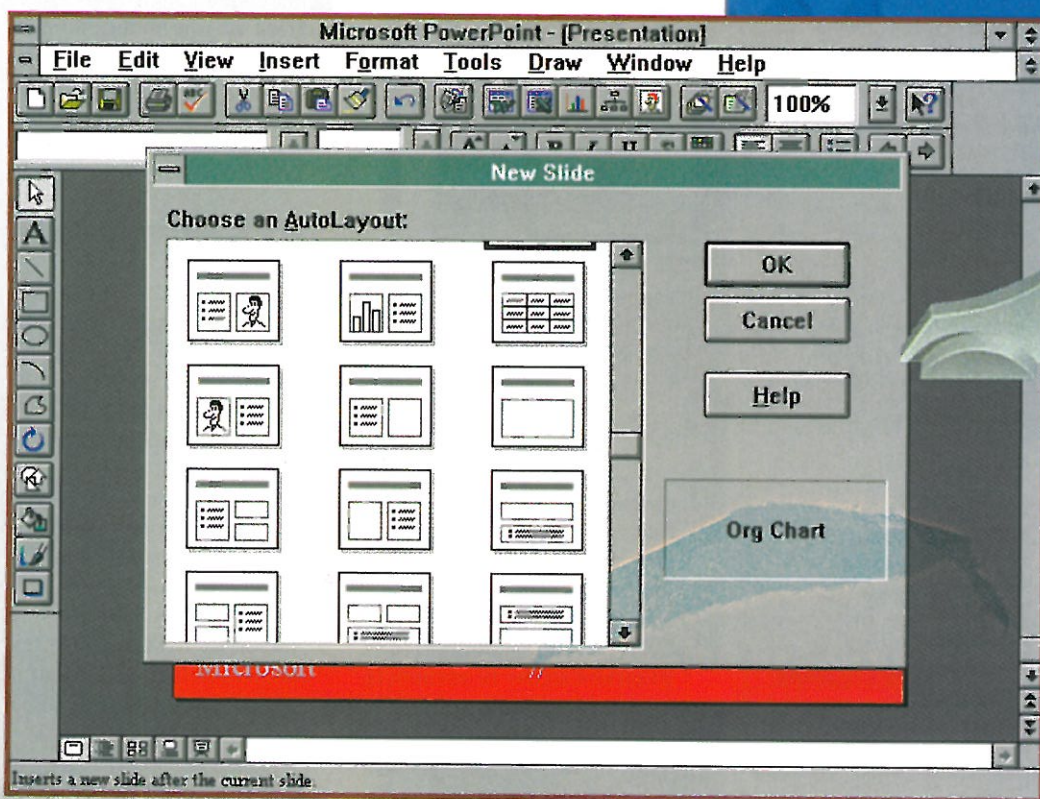 Microsoft PowerPoint - [Presentation]
File Edit View Insert Format Tools Draw Window Help
ABC
100%
New Slide
Choose an AutoLayout:
OK
Cancel
Help
Org Chart
Microsoft
Inserts a new slide after the current slide